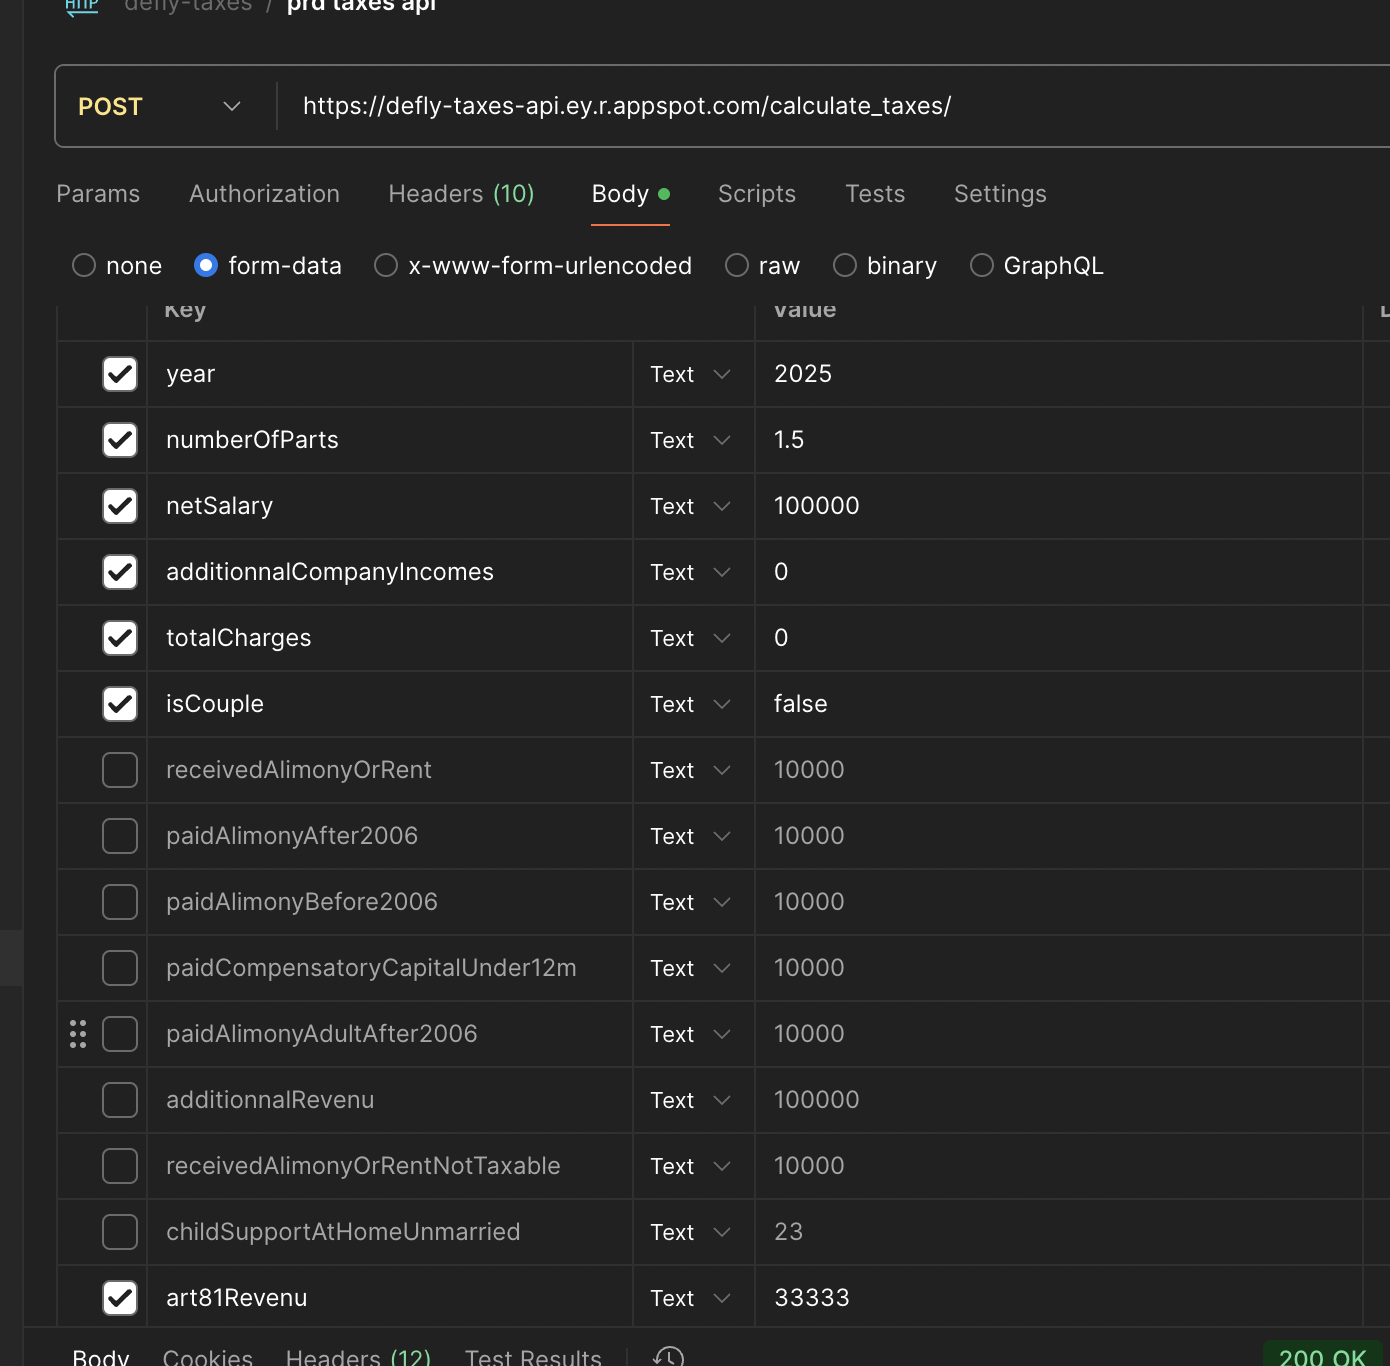 HTTP defly-taxes / prd taxes api
POST https://defly-taxes-api.ey.r.appspot.com/calculate_taxes/
Params Authorization Headers (10) Body Scripts Tests Settings
none form-data x-www-form-urlencoded raw binary GraphQL
Key Value
year Text 2025
numberOfParts Text 1.5
netSalary Text 100000
additionnalCompanyIncomes Text 0
totalCharges Text 0
isCouple Text false
receivedAlimonyOrRent Text 10000
paidAlimonyAfter2006 Text 10000
paidAlimonyBefore2006 Text 10000
paidCompensatoryCapitalUnder12m Text 10000
paidAlimonyAdultAfter2006 Text 10000
additionnalRevenu Text 100000
receivedAlimonyOrRentNotTaxable Text 10000
childSupportAtHomeUnmarried Text 23
art81Revenu Text 33333
Body Cookies Headers (12) Test Results 200 OK